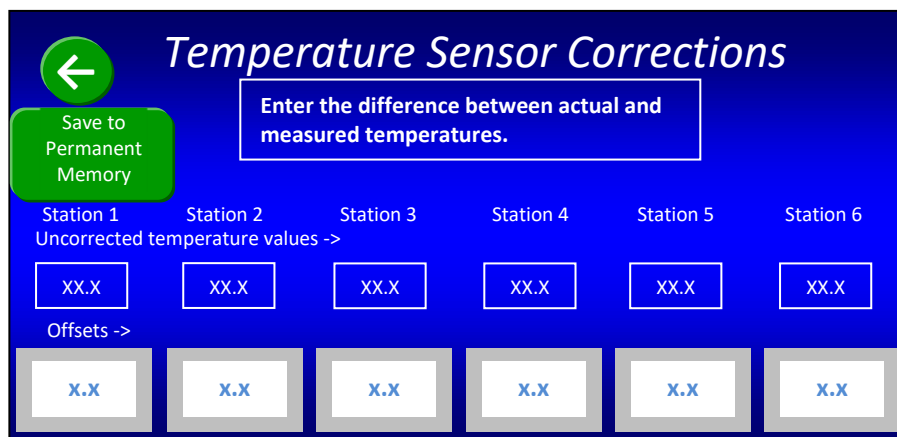 Temperature Sensor Corrections
Enter the difference between actual and
measured temperatures.
Save to
Permanent
Memory
Station 1 Station 2 Station 3 Station 4 Station 5 Station 6
Uncorrected temperature values ->
XX.X XX.X XX.X XX.X XX.X XX.X
Offsets ->
x.x x.x x.x x.x x.x x.x